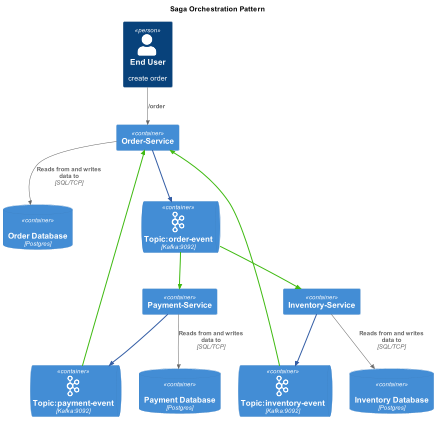 Saga Orchestration Pattern
«person»
End User
create order
/order
«container»
Order-Service
Reads from and writes
data to
[SQL/TCP]
«container»
Order Database
[Postgres]
«container»
Topic:order-event
[Kafka:9092]
«container»
Payment-Service
«container»
Inventory-Service
Reads from and writes
data to
[SQL/TCP]
Reads from and writes
data to
[SQL/TCP]
«container»
Topic:payment-event
[Kafka:9092]
«container»
Payment Database
[Postgres]
«container»
Topic:inventory-event
[Kafka:9092]
«container»
Inventory Database
[Postgres]